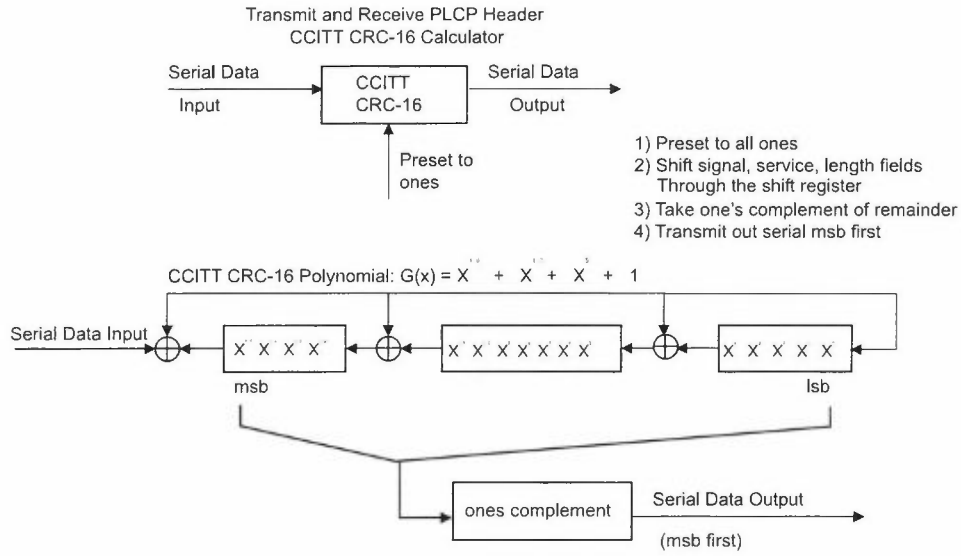 Transmit and Receive PLCP Header
CCITT CRC-16 Calculator
Serial Data
Input
CCITT
CRC-16
Serial Data
Output
Preset to
ones
1) Preset to all ones
2) Shift signal, service, length fields
Through the shift register
3) Take one's complement of remainder
4) Transmit out serial msb first
CCITT CRC-16 Polynomial: G(x) = X + X + X + 1
Serial Data Input
X X X X
X X X X X X X
X X X X X
msb
lsb
ones complement
Serial Data Output
(msb first)